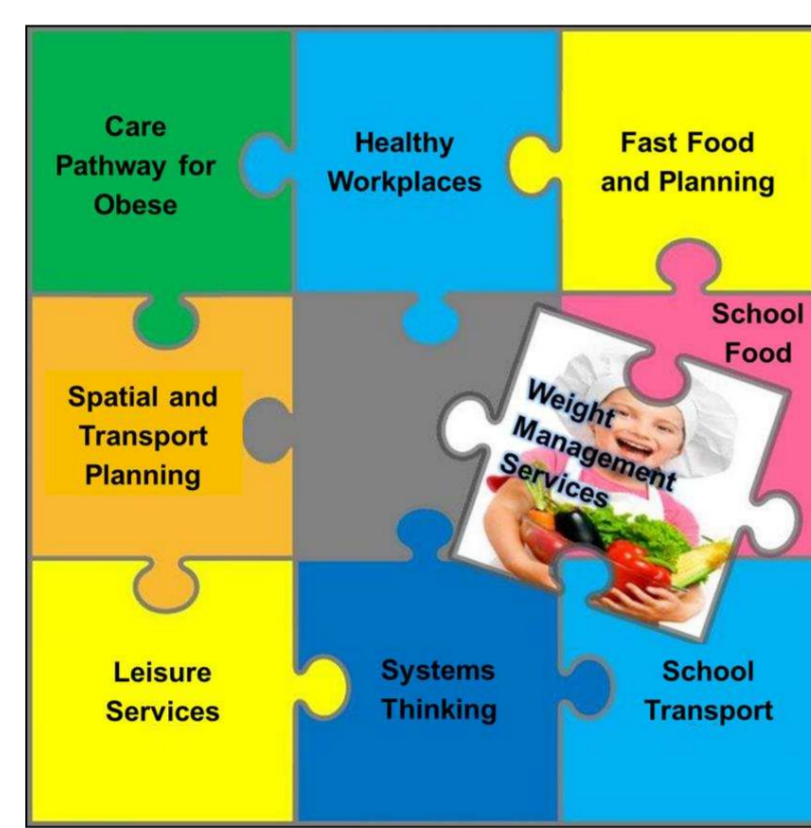 Care
Pathway for
Obese
Healthy
Workplaces
Fast Food
and Planning
Spatial and
Transport
Planning
Weight
Management
Services
School
Food
Leisure
Services
Systems
Thinking
School
Transport